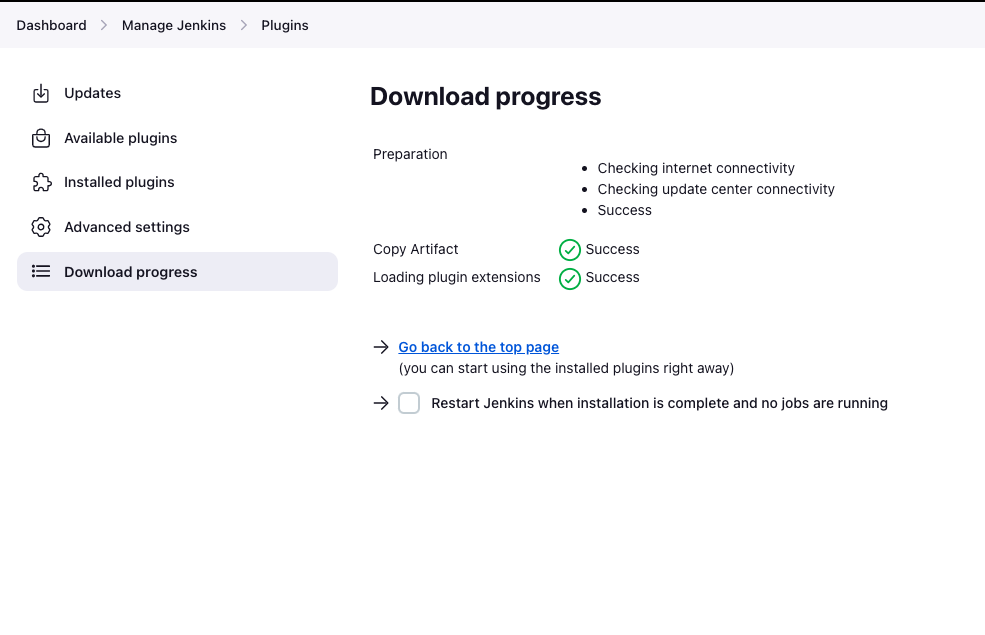 Dashboard Manage Jenkins Plugins
Updates
Available plugins
Installed plugins
Advanced settings
Download progress
Download progress
Preparation
Checking internet connectivity
Checking update center connectivity
Success
Copy Artifact Success
Loading plugin extensions Success
Go back to the top page
(you can start using the installed plugins right away)
Restart Jenkins when installation is complete and no jobs are running